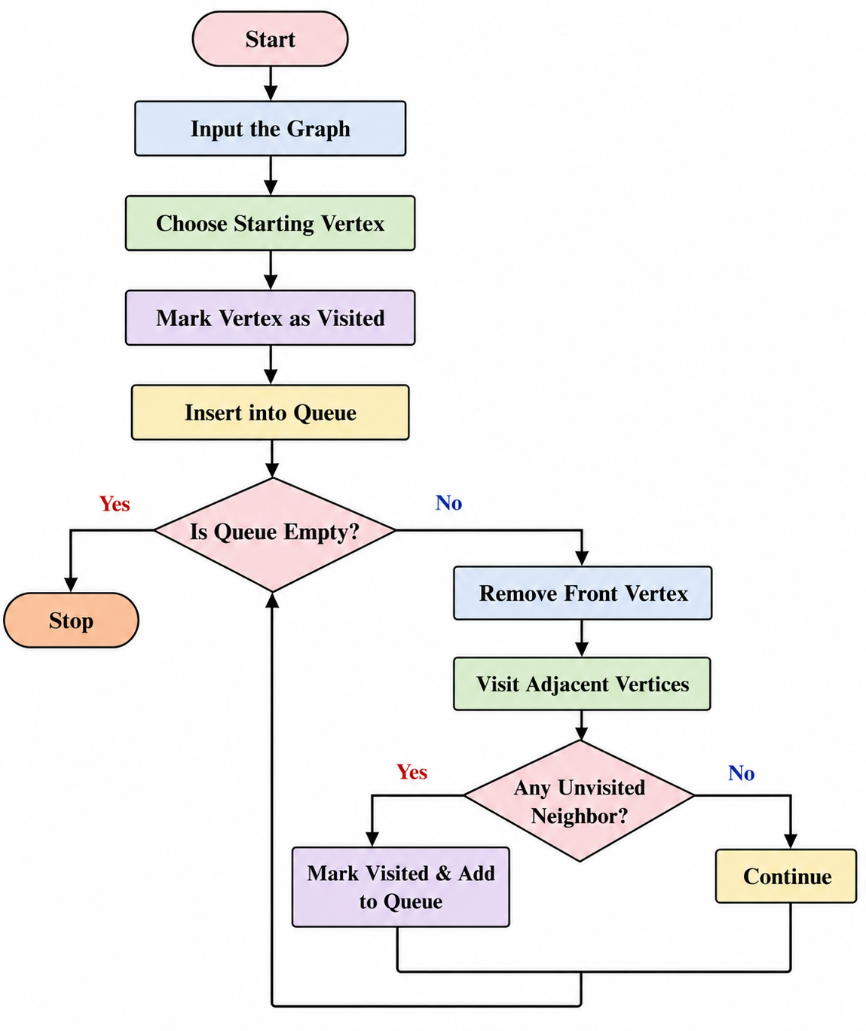 Start
Input the Graph
Choose Starting Vertex
Mark Vertex as Visited
Insert into Queue
Yes
No
Is Queue Empty?
Stop
Remove Front Vertex
Visit Adjacent Vertices
Yes
No
Any Unvisited
Neighbor?
Mark Visited & Add
to Queue
Continue